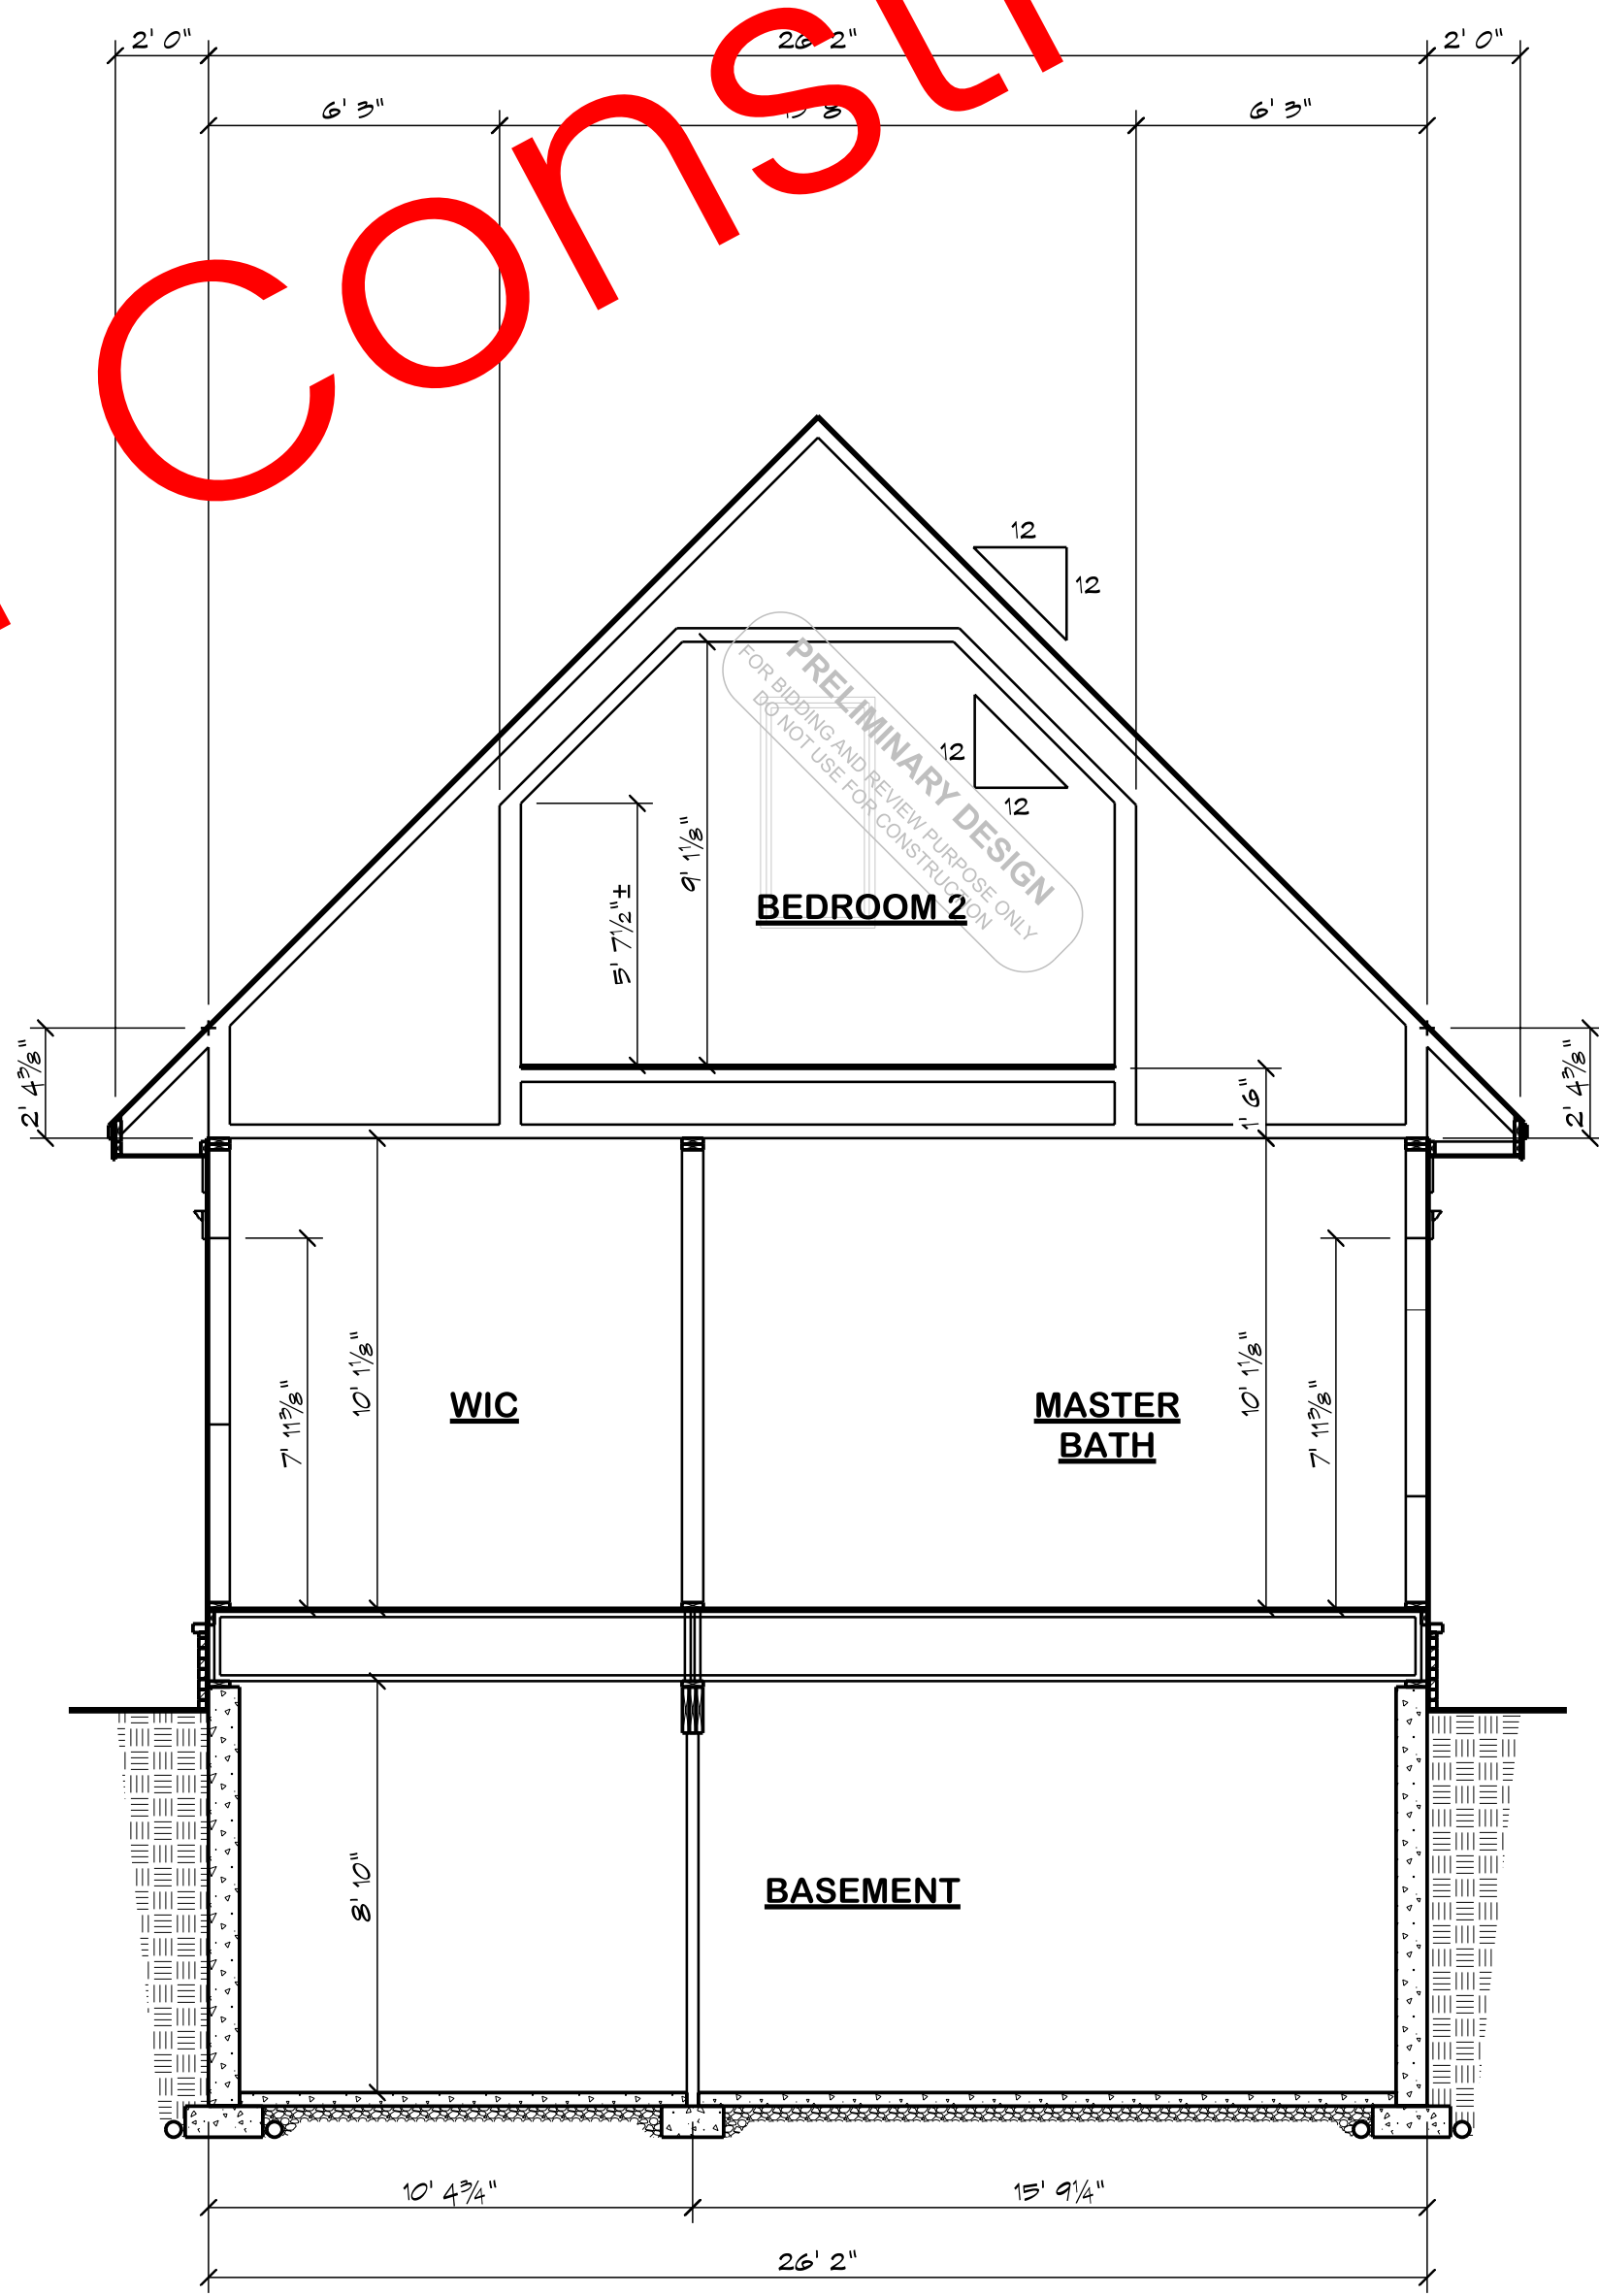 2' 0" 26' 2" 2' 0"
6' 3" 13' 8" 6' 3"
Const
12
12
PRELIMINARY DESIGN
FOR BIDDING AND REVIEW PURPOSE ONLY
DO NOT USE FOR CONSTRUCTION
12
12
9' 1⅛"
5' 7½"±
BEDROOM 2
2' 4⅜"
2' 4⅜"
1' 6"
10' 1⅛"
10' 1⅛"
7' 11⅜"
7' 11⅜"
WIC
MASTER
BATH
8' 10"
BASEMENT
10' 4¾" 15' 9¼"
26' 2"